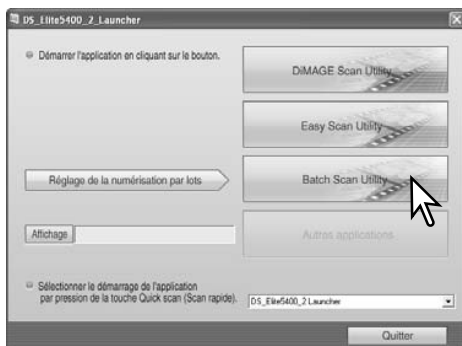 DS_Elite5400_2_Launcher
Démarrer l'application en cliquant sur le bouton.
DiMAGE Scan Utility
Easy Scan Utility
Réglage de la numérisation par lots
Batch Scan Utility
Affichage
Autres applications
Sélectionner le démarrage de l'application
par pression de la touche Quick scan (Scan rapide).
DS_Elite5400_2 Launcher
Quitter